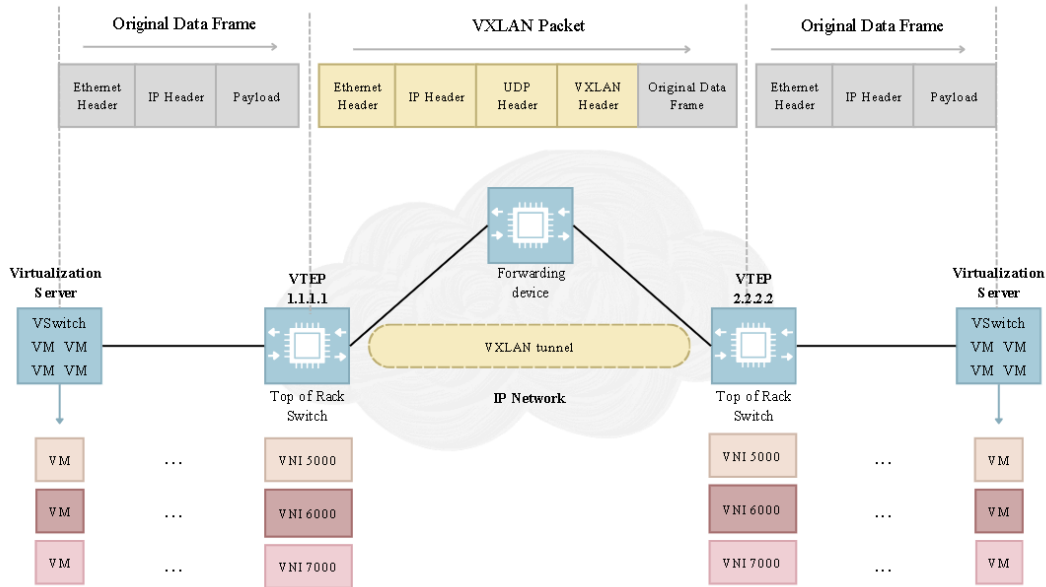 Original Data Frame
VXLAN Packet
Original Data Frame
Ethernet
Header
IP Header
Payload
Ethernet
Header
IP Header
UDP
Header
VXLAN
Header
Original Data
Frame
Ethernet
Header
IP Header
Payload
Forwarding
device
Virtualization
Server
VTEP
1.1.1.1
VTEP
2.2.2.2
Virtualization
Server
VSwitch
VM VM
VM VM
VXLAN tunnel
VSwitch
VM VM
VM VM
Top of Rack
Switch
IP Network
Top of Rack
Switch
VM
...
VNI 5000
VNI 5000
...
VM
VM
...
VNI 6000
VNI 6000
...
VM
VM
...
VNI 7000
VNI 7000
...
VM